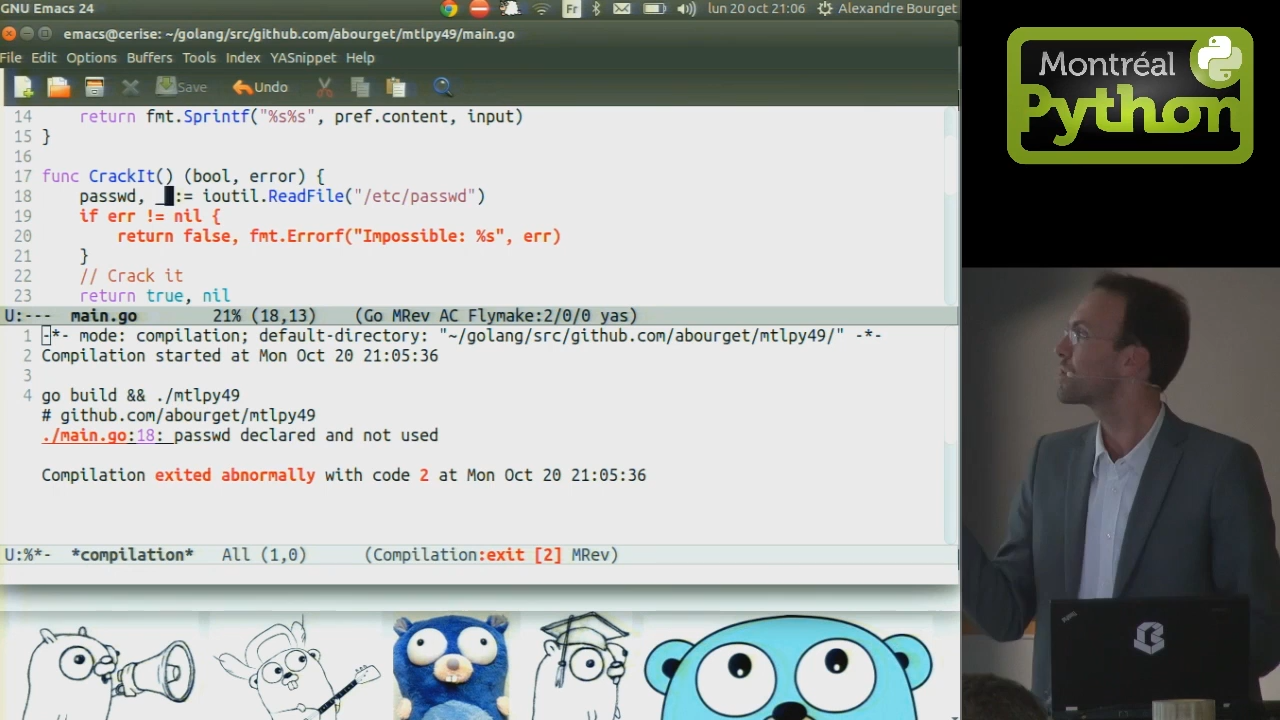 GNU Emacs 24
Fr
lun 20 oct 21:06
Alexandre Bourget
emacs@cerise: ~/golang/src/github.com/abourget/mtlpy49/main.go
File Edit Options Buffers Tools Index YASnippet Help
Save
Undo
14 return fmt.Sprintf("%s%s", pref.content, input)
15 }
16
17 func CrackIt() (bool, error) {
18 passwd, _ := ioutil.ReadFile("/etc/passwd")
19 if err != nil {
20 return false, fmt.Errorf("Impossible: %s", err)
21 }
22 // Crack it
23 return true, nil
U:--- main.go 21% (18,13) (Go MRev AC Flymake:2/0/0 yas)
1 -*- mode: compilation; default-directory: "~/golang/src/github.com/abourget/mtlpy49/" -*-
2 Compilation started at Mon Oct 20 21:05:36
3
4 go build && ./mtlpy49
# github.com/abourget/mtlpy49
./main.go:18: passwd declared and not used
Compilation exited abnormally with code 2 at Mon Oct 20 21:05:36
U:%*- *compilation* All (1,0) (Compilation:exit [2] MRev)
Montréal
Python